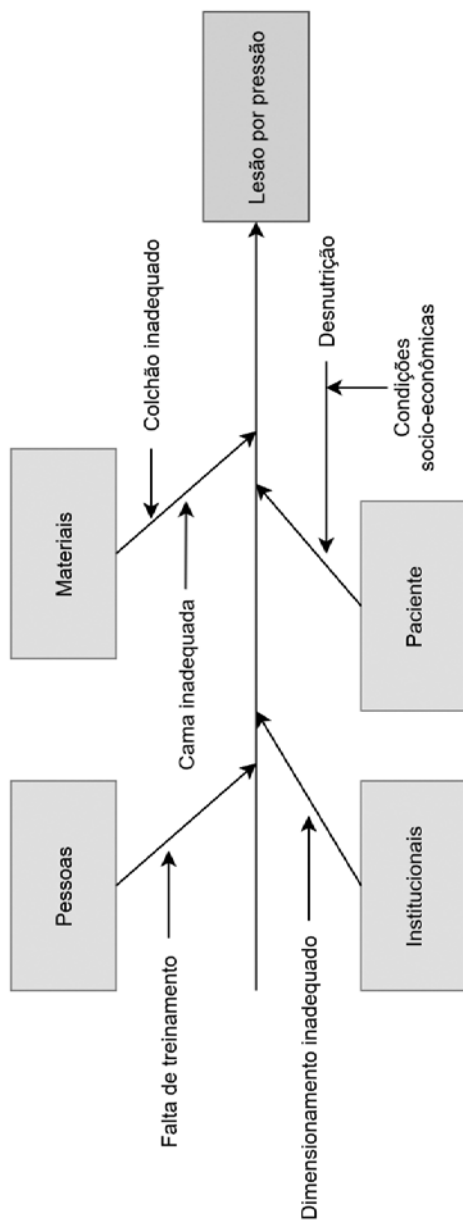 Pessoas
Materiais
Falta de treinamento
Cama inadequada
Colchão inadequado
Lesão por pressão
Dimensionamento inadequado
Desnutrição
Condições
socio-econômicas
Institucionais
Paciente